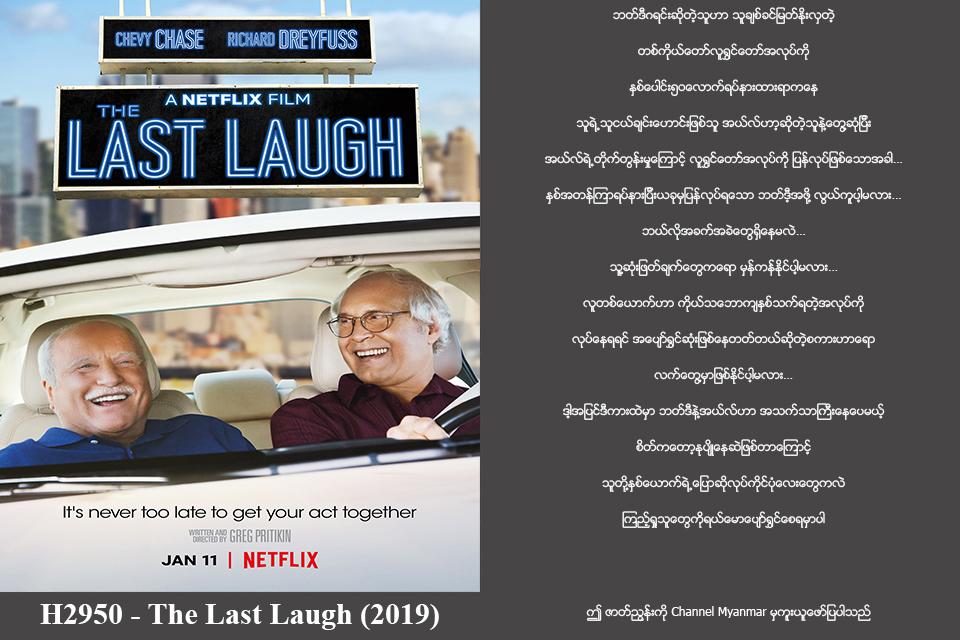 CHEVY CHASE RICHARD DREYFUSS
A NETFLIX FILM
THE
LAST LAUGH
It's never too late to get your act together
WRITTEN AND
DIRECTED BY GREG PRITIKIN
JAN 11 | NETFLIX
H2950 - The Last Laugh (2019)
ဘတ်ဒီဂရင်းဆိုတဲ့သူဟာ သူချစ်ခင်မြတ်နိုးလှတဲ့
တစ်ကိုယ်တော်လူရွှင်တော်အလုပ်ကို
နှစ်ပေါင်း၅၀လောက်ရပ်နားထားရာကနေ
သူရဲ့သူငယ်ချင်းဟောင်းဖြစ်သူ အယ်လ်ဟာ့ဆိုတဲ့သူနဲ့တွေ့ဆုံပြီး
အယ်လ်ရဲ့တိုက်တွန်းမှုကြောင့် လူရွှင်တော်အလုပ်ကို ပြန်လုပ်ဖြစ်သောအခါ...
နှစ်အတန်ကြာရပ်နားပြီးယခုမှပြန်လုပ်ရသော ဘတ်ဒီ့အဖို့ လွယ်ကူပါ့မလား...
ဘယ်လိုအခက်အခဲတွေရှိနေမလဲ...
သူ့ဆုံးဖြတ်ချက်တွေကရော မှန်ကန်နိုင်ပါ့မလား...
လူတစ်ယောက်ဟာ ကိုယ်သဘောကျနှစ်သက်ရတဲ့အလုပ်ကို
လုပ်နေရရင် အပျော်ရွှင်ဆုံးဖြစ်နေတတ်တယ်ဆိုတဲ့စကားဟာရော
လက်တွေ့မှာဖြစ်နိုင်ပါ့မလား...
ဒါ့အပြင်ဒီကားထဲမှာ ဘတ်ဒီနဲ့အယ်လ်ဟာ အသက်သာကြီးနေပေမယ့်
စိတ်ကတော့နုပျိုနေဆဲဖြစ်တာကြောင့်
သူတို့နှစ်ယောက်ရဲ့ပြောဆိုလုပ်ကိုင်ပုံလေးတွေကလဲ
ကြည့်ရှုသူတွေကိုရယ်မောပျော်ရွှင်စေရမှာပါ
ဤ ဇာတ်ညွှန်းကို Channel Myanmar မှကူးယူဖော်ပြပါသည်